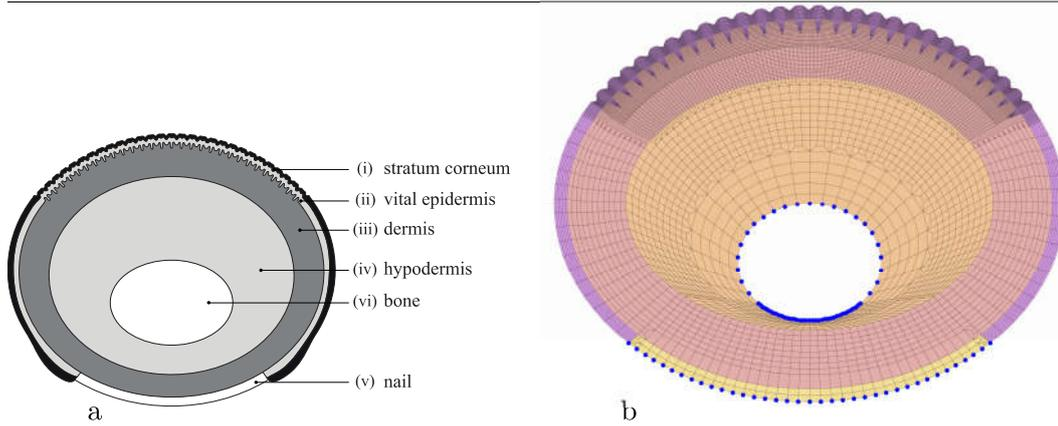 (i) stratum corneum
(ii) vital epidermis
(iii) dermis
(iv) hypodermis
(vi) bone
(v) nail
a
b